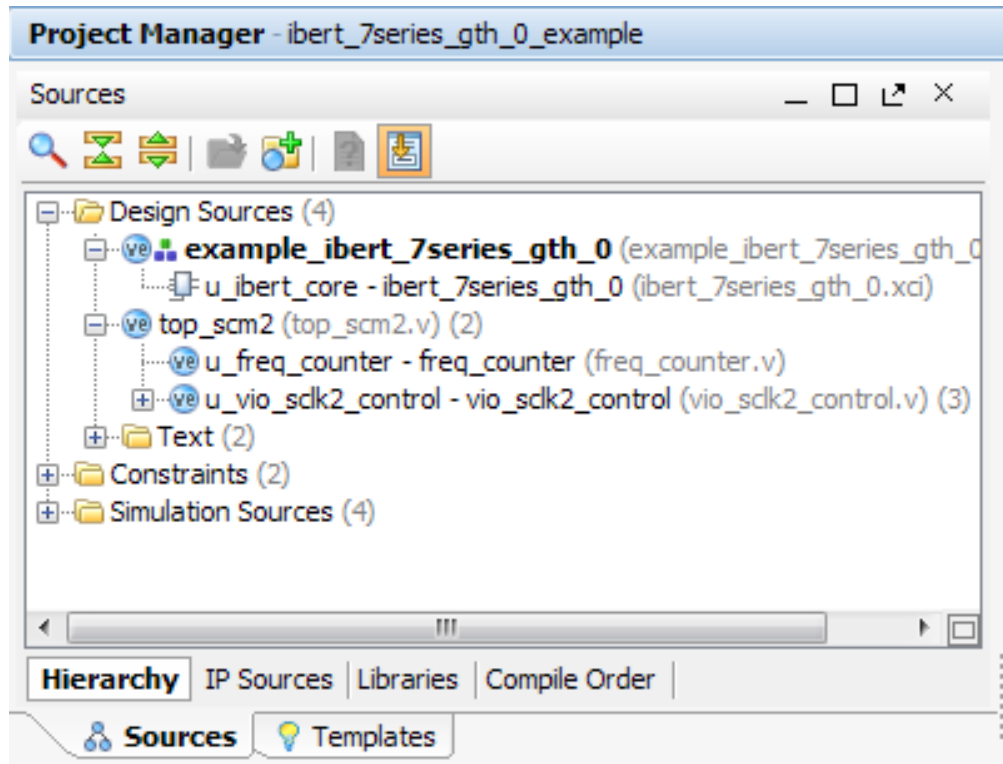 Project Manager - ibert_7series_gth_0_example
Sources
Design Sources (4)
example_ibert_7series_gth_0 (example_ibert_7series_gth_0
u_ibert_core - ibert_7series_gth_0 (ibert_7series_gth_0.xci)
top_scm2 (top_scm2.v) (2)
u_freq_counter - freq_counter (freq_counter.v)
u_vio_sclk2_control - vio_sclk2_control (vio_sclk2_control.v) (3)
Text (2)
Constraints (2)
Simulation Sources (4)
Hierarchy IP Sources Libraries Compile Order
Sources Templates